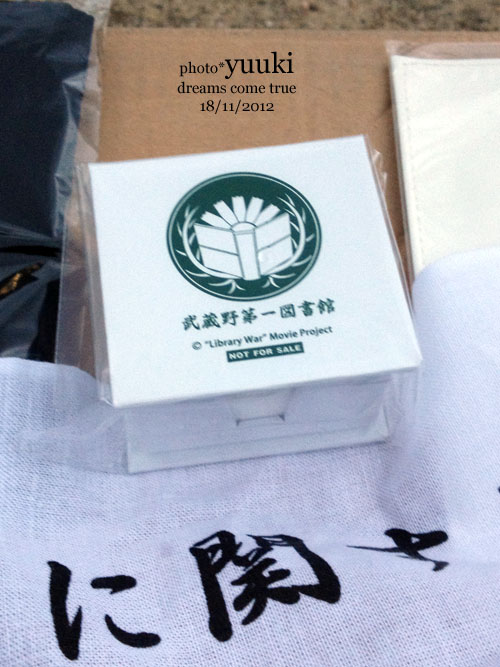 photo*yuuki
dreams come true
18/11/2012
武蔵野第一図書館
© "Library War" Movie Project
NOT FOR SALE
に関さ